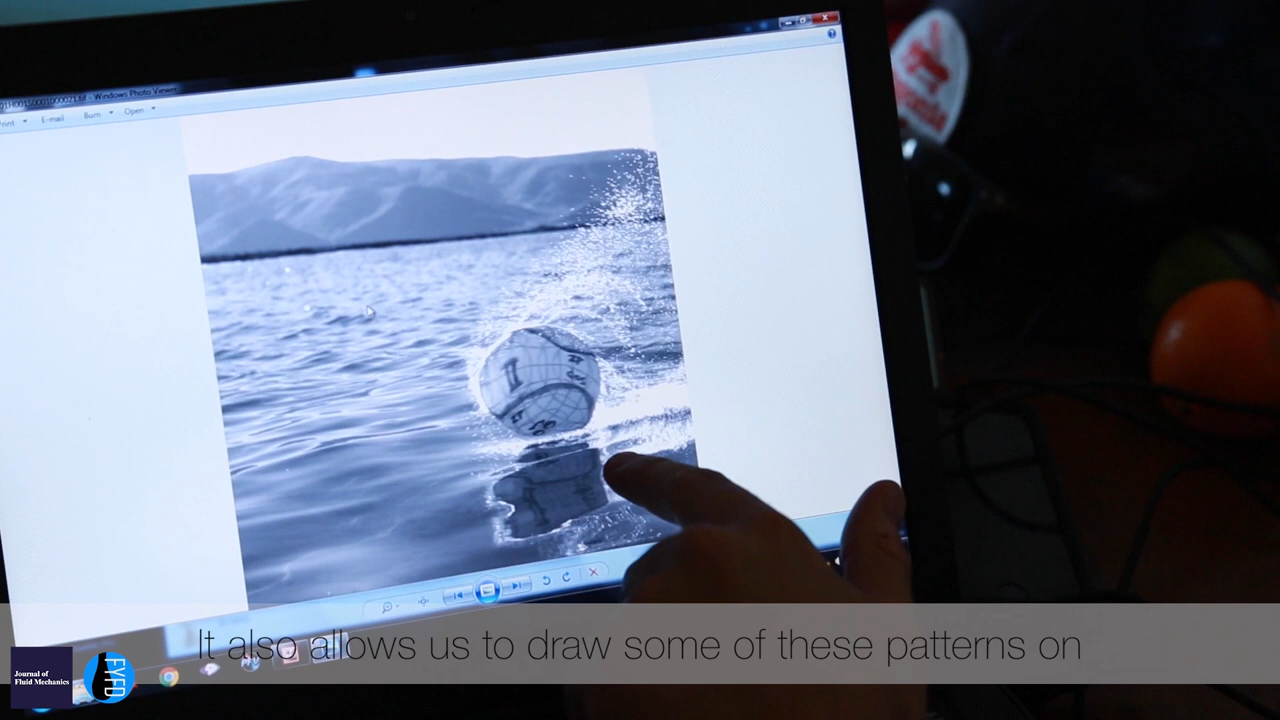 Windows Photo Viewer
Print
E-mail
Burn
Open
It also allows us to draw some of these patterns on
Journal of
Fluid Mechanics
FYFD